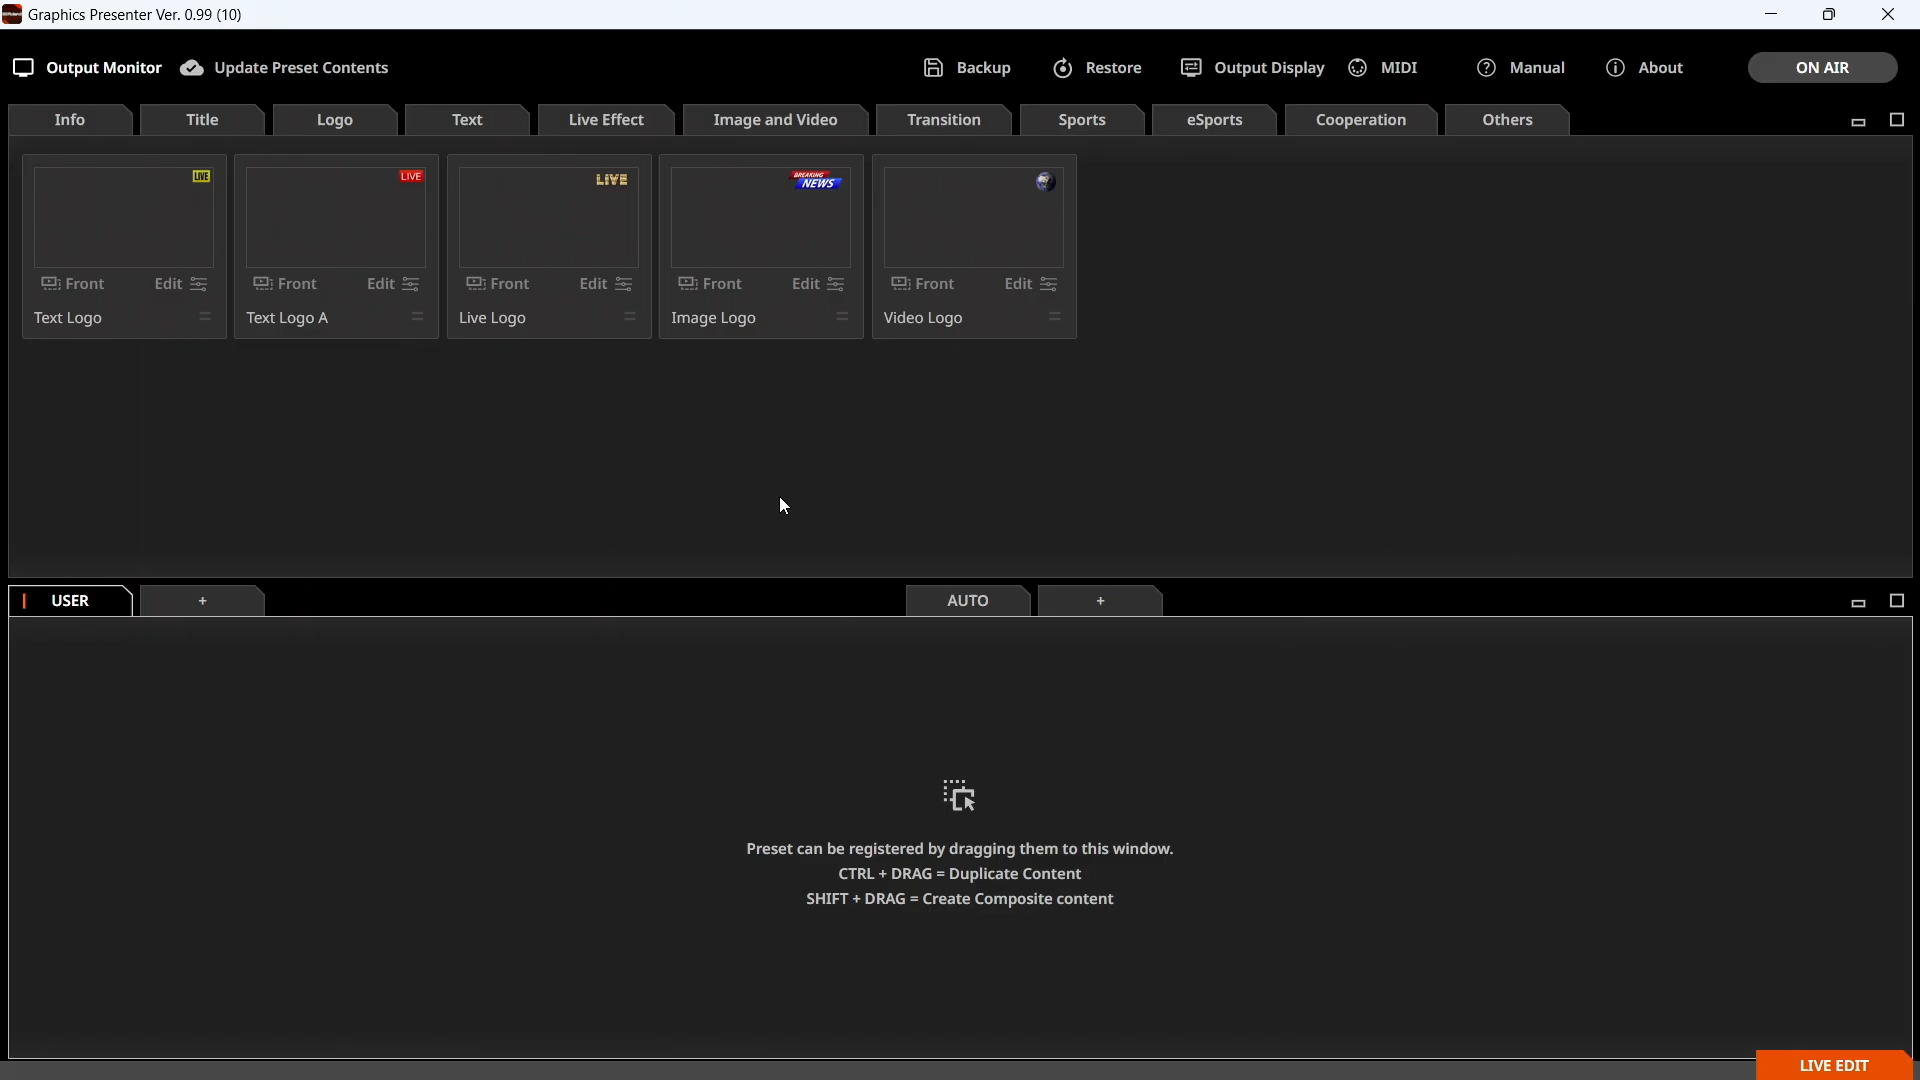 Graphics Presenter Ver. 0.99 (10)
Output Monitor Update Preset Contents Backup Restore Output Display MIDI Manual About ON AIR
Info Title Logo Text Live Effect Image and Video Transition Sports eSports Cooperation Others
LIVE LIVE LIVE BREAKING NEWS
Front Edit Front Edit Front Edit Front Edit Front Edit
Text Logo Text Logo A Live Logo Image Logo Video Logo
USER + AUTO +
Preset can be registered by dragging them to this window.
CTRL + DRAG = Duplicate Content
SHIFT + DRAG = Create Composite content
LIVE EDIT